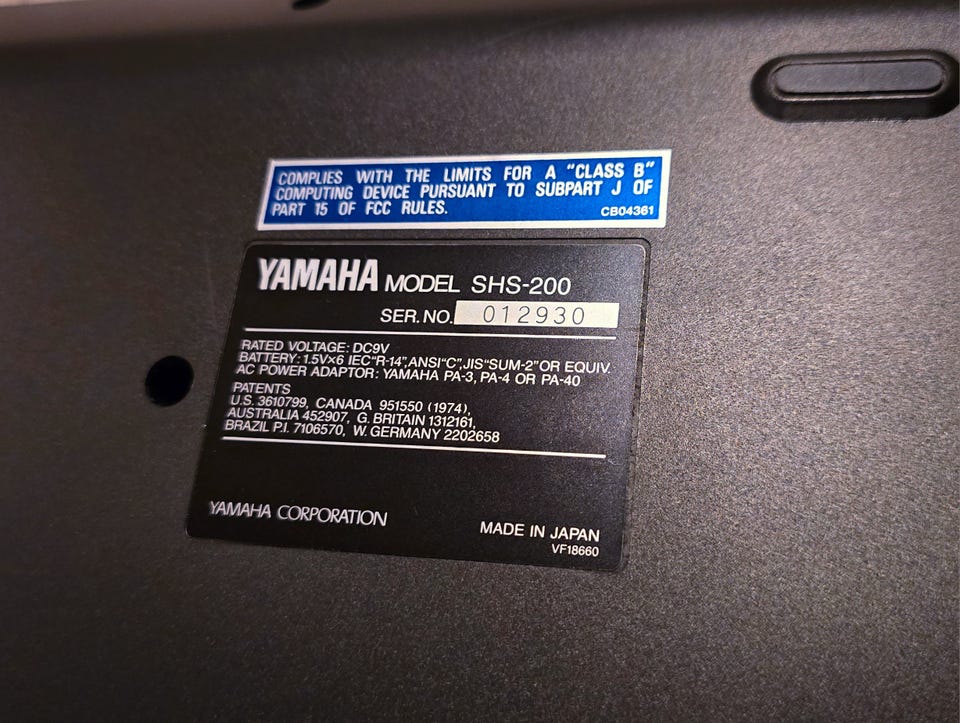 COMPLIES WITH THE LIMITS FOR A "CLASS B"
COMPUTING DEVICE PURSUANT TO SUBPART J OF
PART 15 OF FCC RULES. CB04361
YAMAHA MODEL SHS-200
SER. NO. 012930
RATED VOLTAGE: DC9V
BATTERY: 1.5V×6 IEC"R-14",ANSI"C",JIS"SUM-2"OR EQUIV.
AC POWER ADAPTOR: YAMAHA PA-3, PA-4 OR PA-40
PATENTS
U.S. 3610799, CANADA 951550 (1974),
AUSTRALIA 452907, G. BRITAIN 1312161,
BRAZIL P.I. 7106570, W. GERMANY 2202658
YAMAHA CORPORATION
MADE IN JAPAN
VF18660